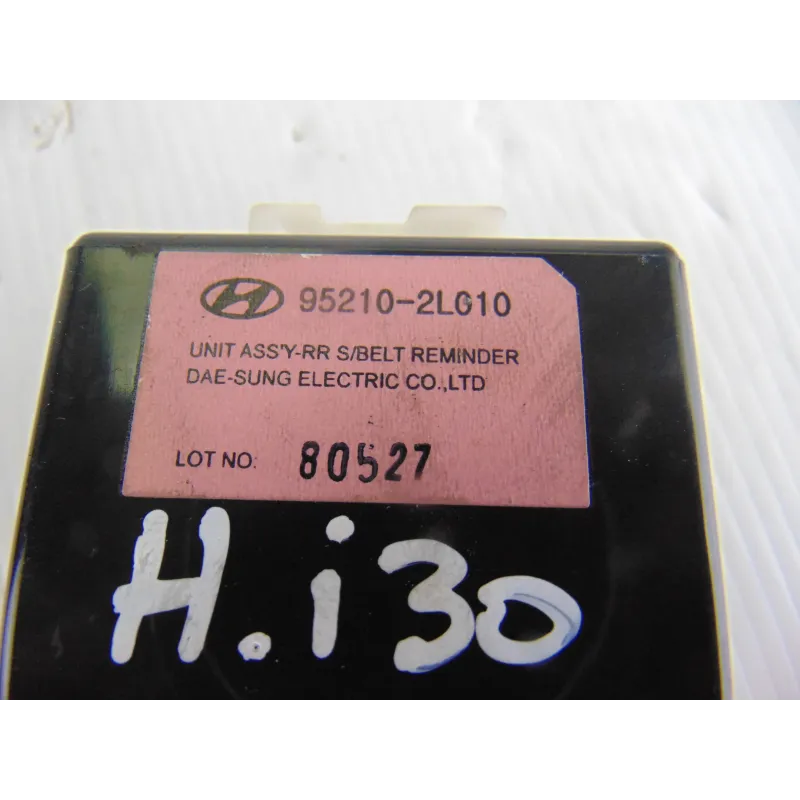 95210-2L010
UNIT ASS'Y-RR S/BELT REMINDER
DAE-SUNG ELECTRIC CO.,LTD
LOT NO: 80527
H.i30